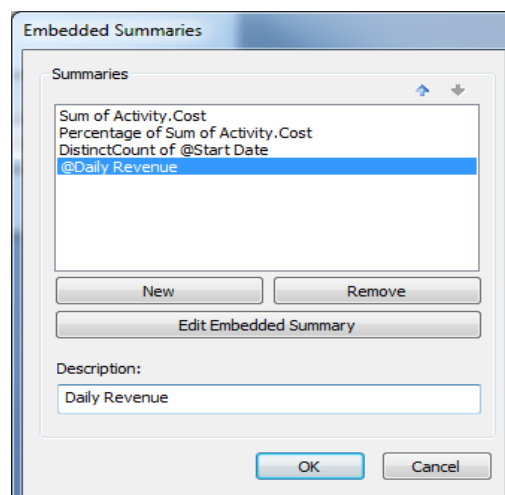 Embedded Summaries
Summaries
Sum of Activity.Cost
Percentage of Sum of Activity.Cost
DistinctCount of @Start Date
@Daily Revenue
New
Remove
Edit Embedded Summary
Description:
Daily Revenue
OK
Cancel